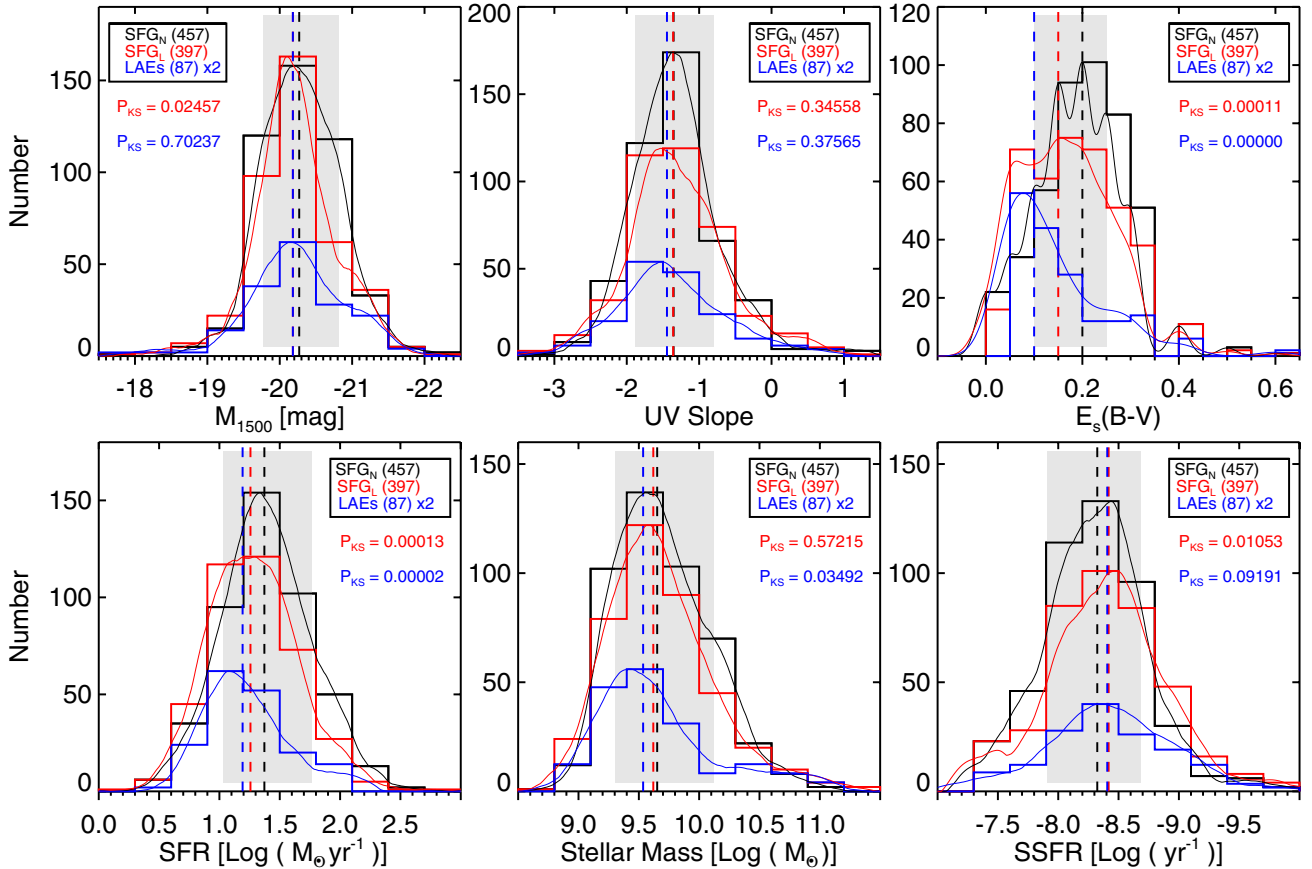 SFG_N (457)
SFG_L (397)
LAEs (87) x2
P_KS = 0.02457
P_KS = 0.70237
Number
150
100
50
0
-18 -19 -20 -21 -22
M_1500 [mag]
SFG_N (457)
SFG_L (397)
LAEs (87) x2
P_KS = 0.34558
P_KS = 0.37565
200
150
100
50
0
-3 -2 -1 0 1
UV Slope
SFG_N (457)
SFG_L (397)
LAEs (87) x2
P_KS = 0.00011
P_KS = 0.00000
120
100
80
60
40
20
0
0.0 0.2 0.4 0.6
E_s(B-V)
SFG_N (457)
SFG_L (397)
LAEs (87) x2
P_KS = 0.00013
P_KS = 0.00002
Number
150
100
50
0
0.0 0.5 1.0 1.5 2.0 2.5
SFR [Log ( M_⊙yr^-1 )]
SFG_N (457)
SFG_L (397)
LAEs (87) x2
P_KS = 0.57215
P_KS = 0.03492
150
100
50
0
9.0 9.5 10.0 10.5 11.0
Stellar Mass [Log ( M_⊙)]
SFG_N (457)
SFG_L (397)
LAEs (87) x2
P_KS = 0.01053
P_KS = 0.09191
150
100
50
0
-7.5 -8.0 -8.5 -9.0 -9.5
SSFR [Log ( yr^-1 )]